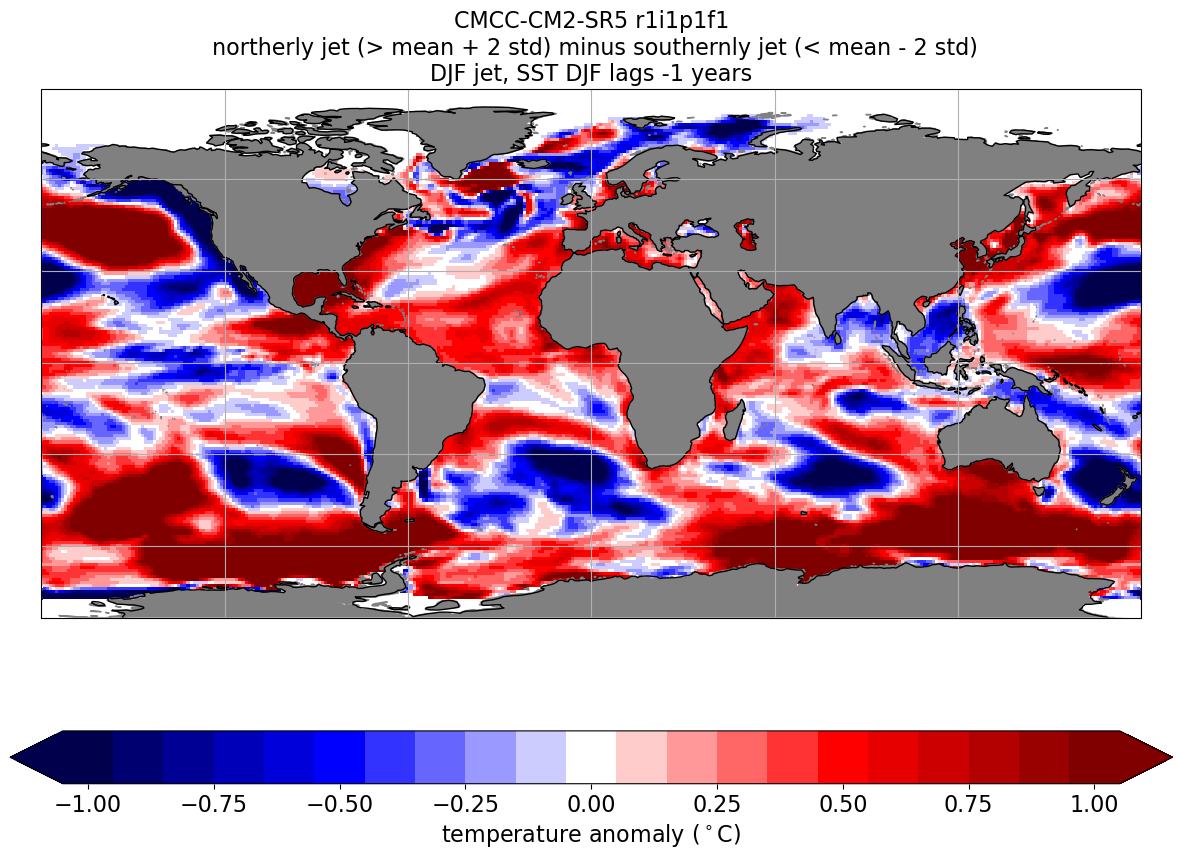 CMCC-CM2-SR5 r1i1p1f1
northerly jet (> mean + 2 std) minus southernly jet (< mean - 2 std)
DJF jet, SST DJF lags -1 years
−1.00 −0.75 −0.50 −0.25 0.00 0.25 0.50 0.75 1.00
temperature anomaly (°C)